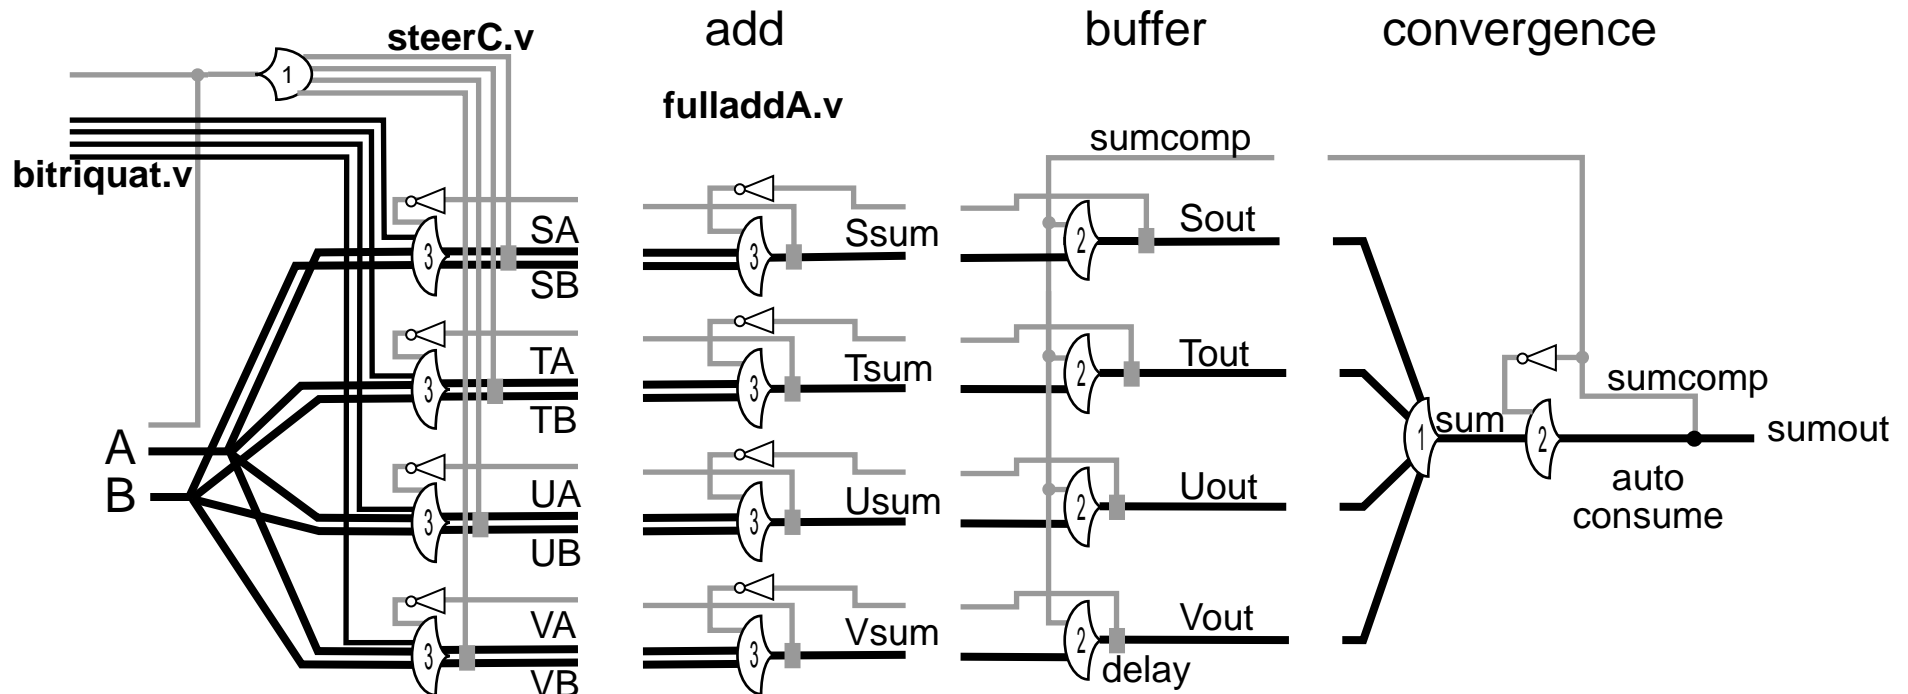 add
buffer
convergence
steerC.v
1
fulladdA.v
sumcomp
bitriquat.v
SA
3
SB
Ssum
3
Sout
2
TA
3
TB
Tsum
3
Tout
2
sumcomp
sum
1
2
sumout
A
B
UA
3
UB
Usum
3
Uout
2
auto
consume
VA
3
VB
Vsum
3
Vout
2
delay